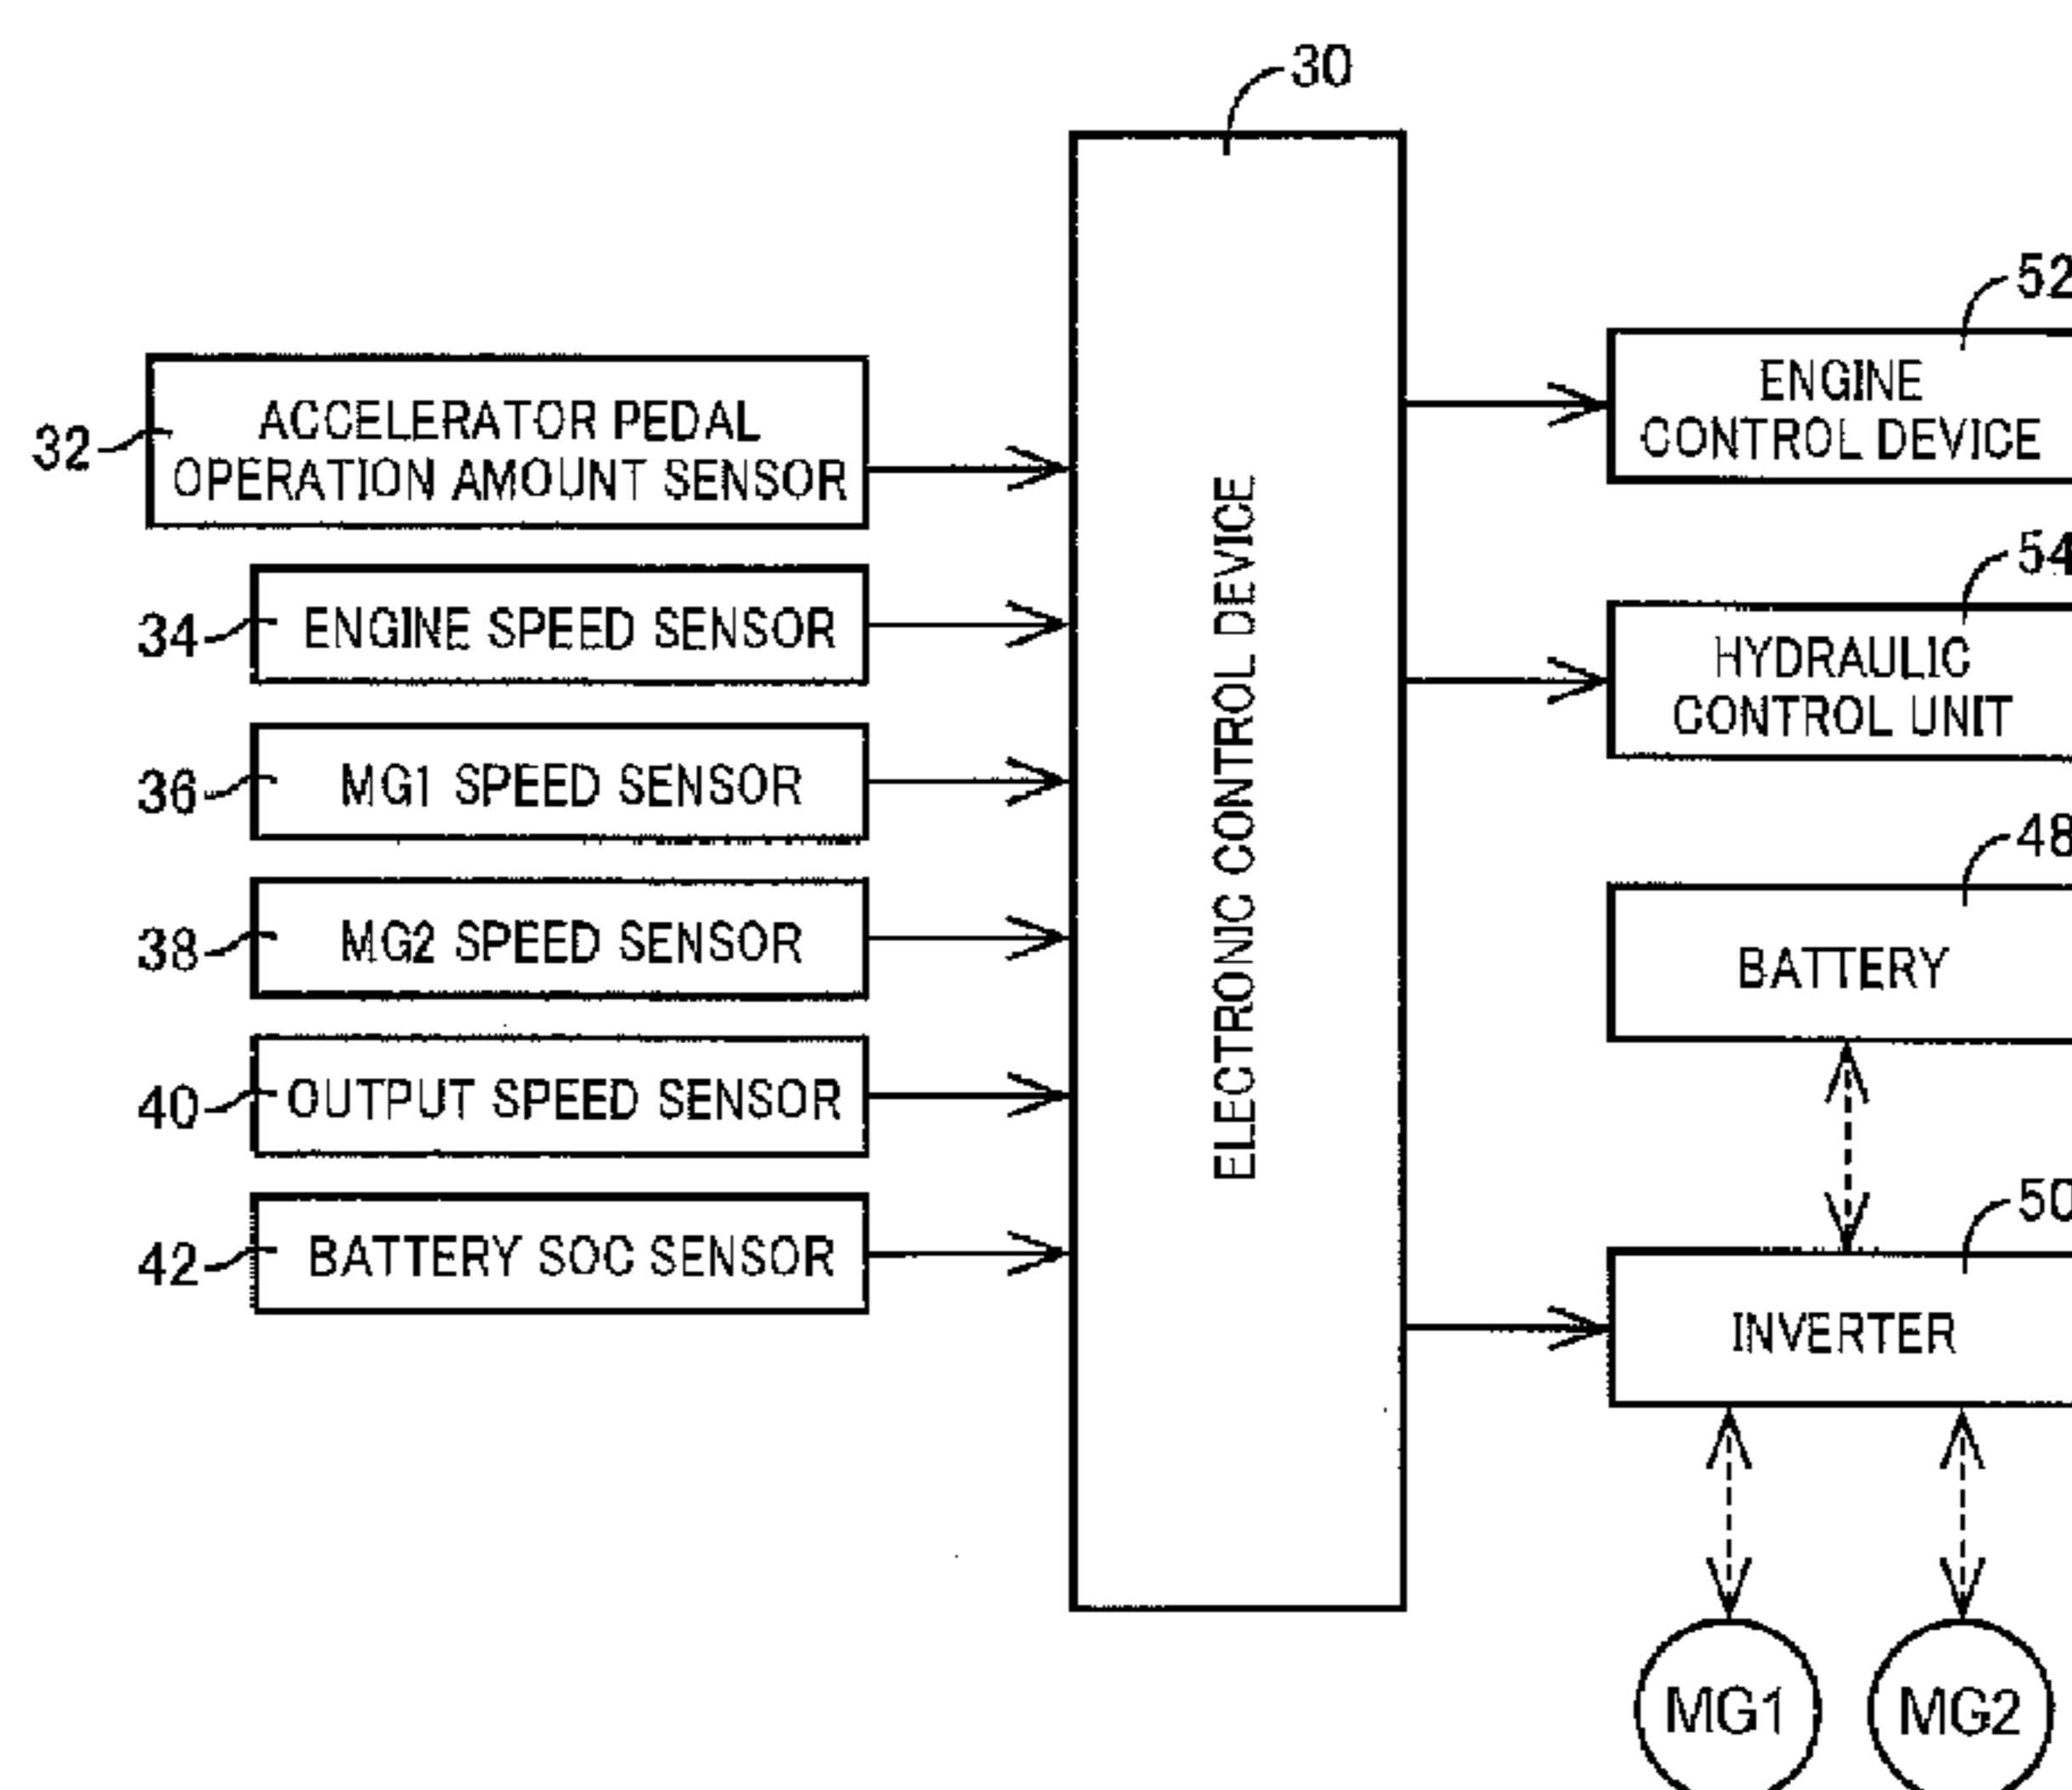 30
32
ACCELERATOR PEDAL
OPERATION AMOUNT SENSOR
34
ENGINE SPEED SENSOR
36
MG1 SPEED SENSOR
38
MG2 SPEED SENSOR
40
OUTPUT SPEED SENSOR
42
BATTERY SOC SENSOR
ELECTRONIC CONTROL DEVICE
52
ENGINE
CONTROL DEVICE
54
HYDRAULIC
CONTROL UNIT
48
BATTERY
50
INVERTER
MG1
MG2